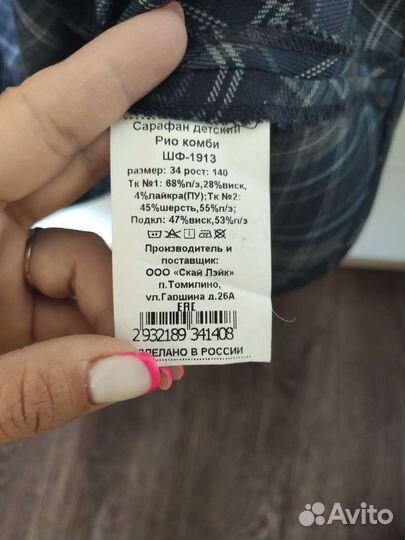 Сарафан детский
Рио комби
ШФ-1913
размер: 34 рост: 140
Тк №1: 68%п/э,28%виск,
4%лайкра(ПУ);Тк №2:
45%шерсть,55%п/э;
Подкл: 47%виск,53%п/э
Производитель и
поставщик:
ООО «Скай Лэйк»
п.Томилино,
ул.Гаршина д.26А
EAC
2 932189 341408
СДЕЛАНО В РОССИИ
Avito